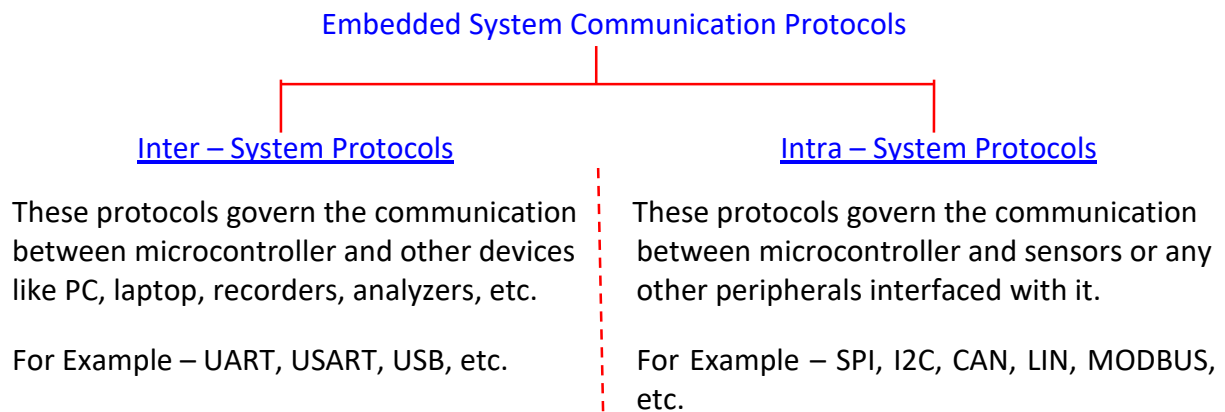 Embedded System Communication Protocols
Inter – System Protocols
These protocols govern the communication
between microcontroller and other devices
like PC, laptop, recorders, analyzers, etc.
For Example – UART, USART, USB, etc.
Intra – System Protocols
These protocols govern the communication
between microcontroller and sensors or any
other peripherals interfaced with it.
For Example – SPI, I2C, CAN, LIN, MODBUS,
etc.